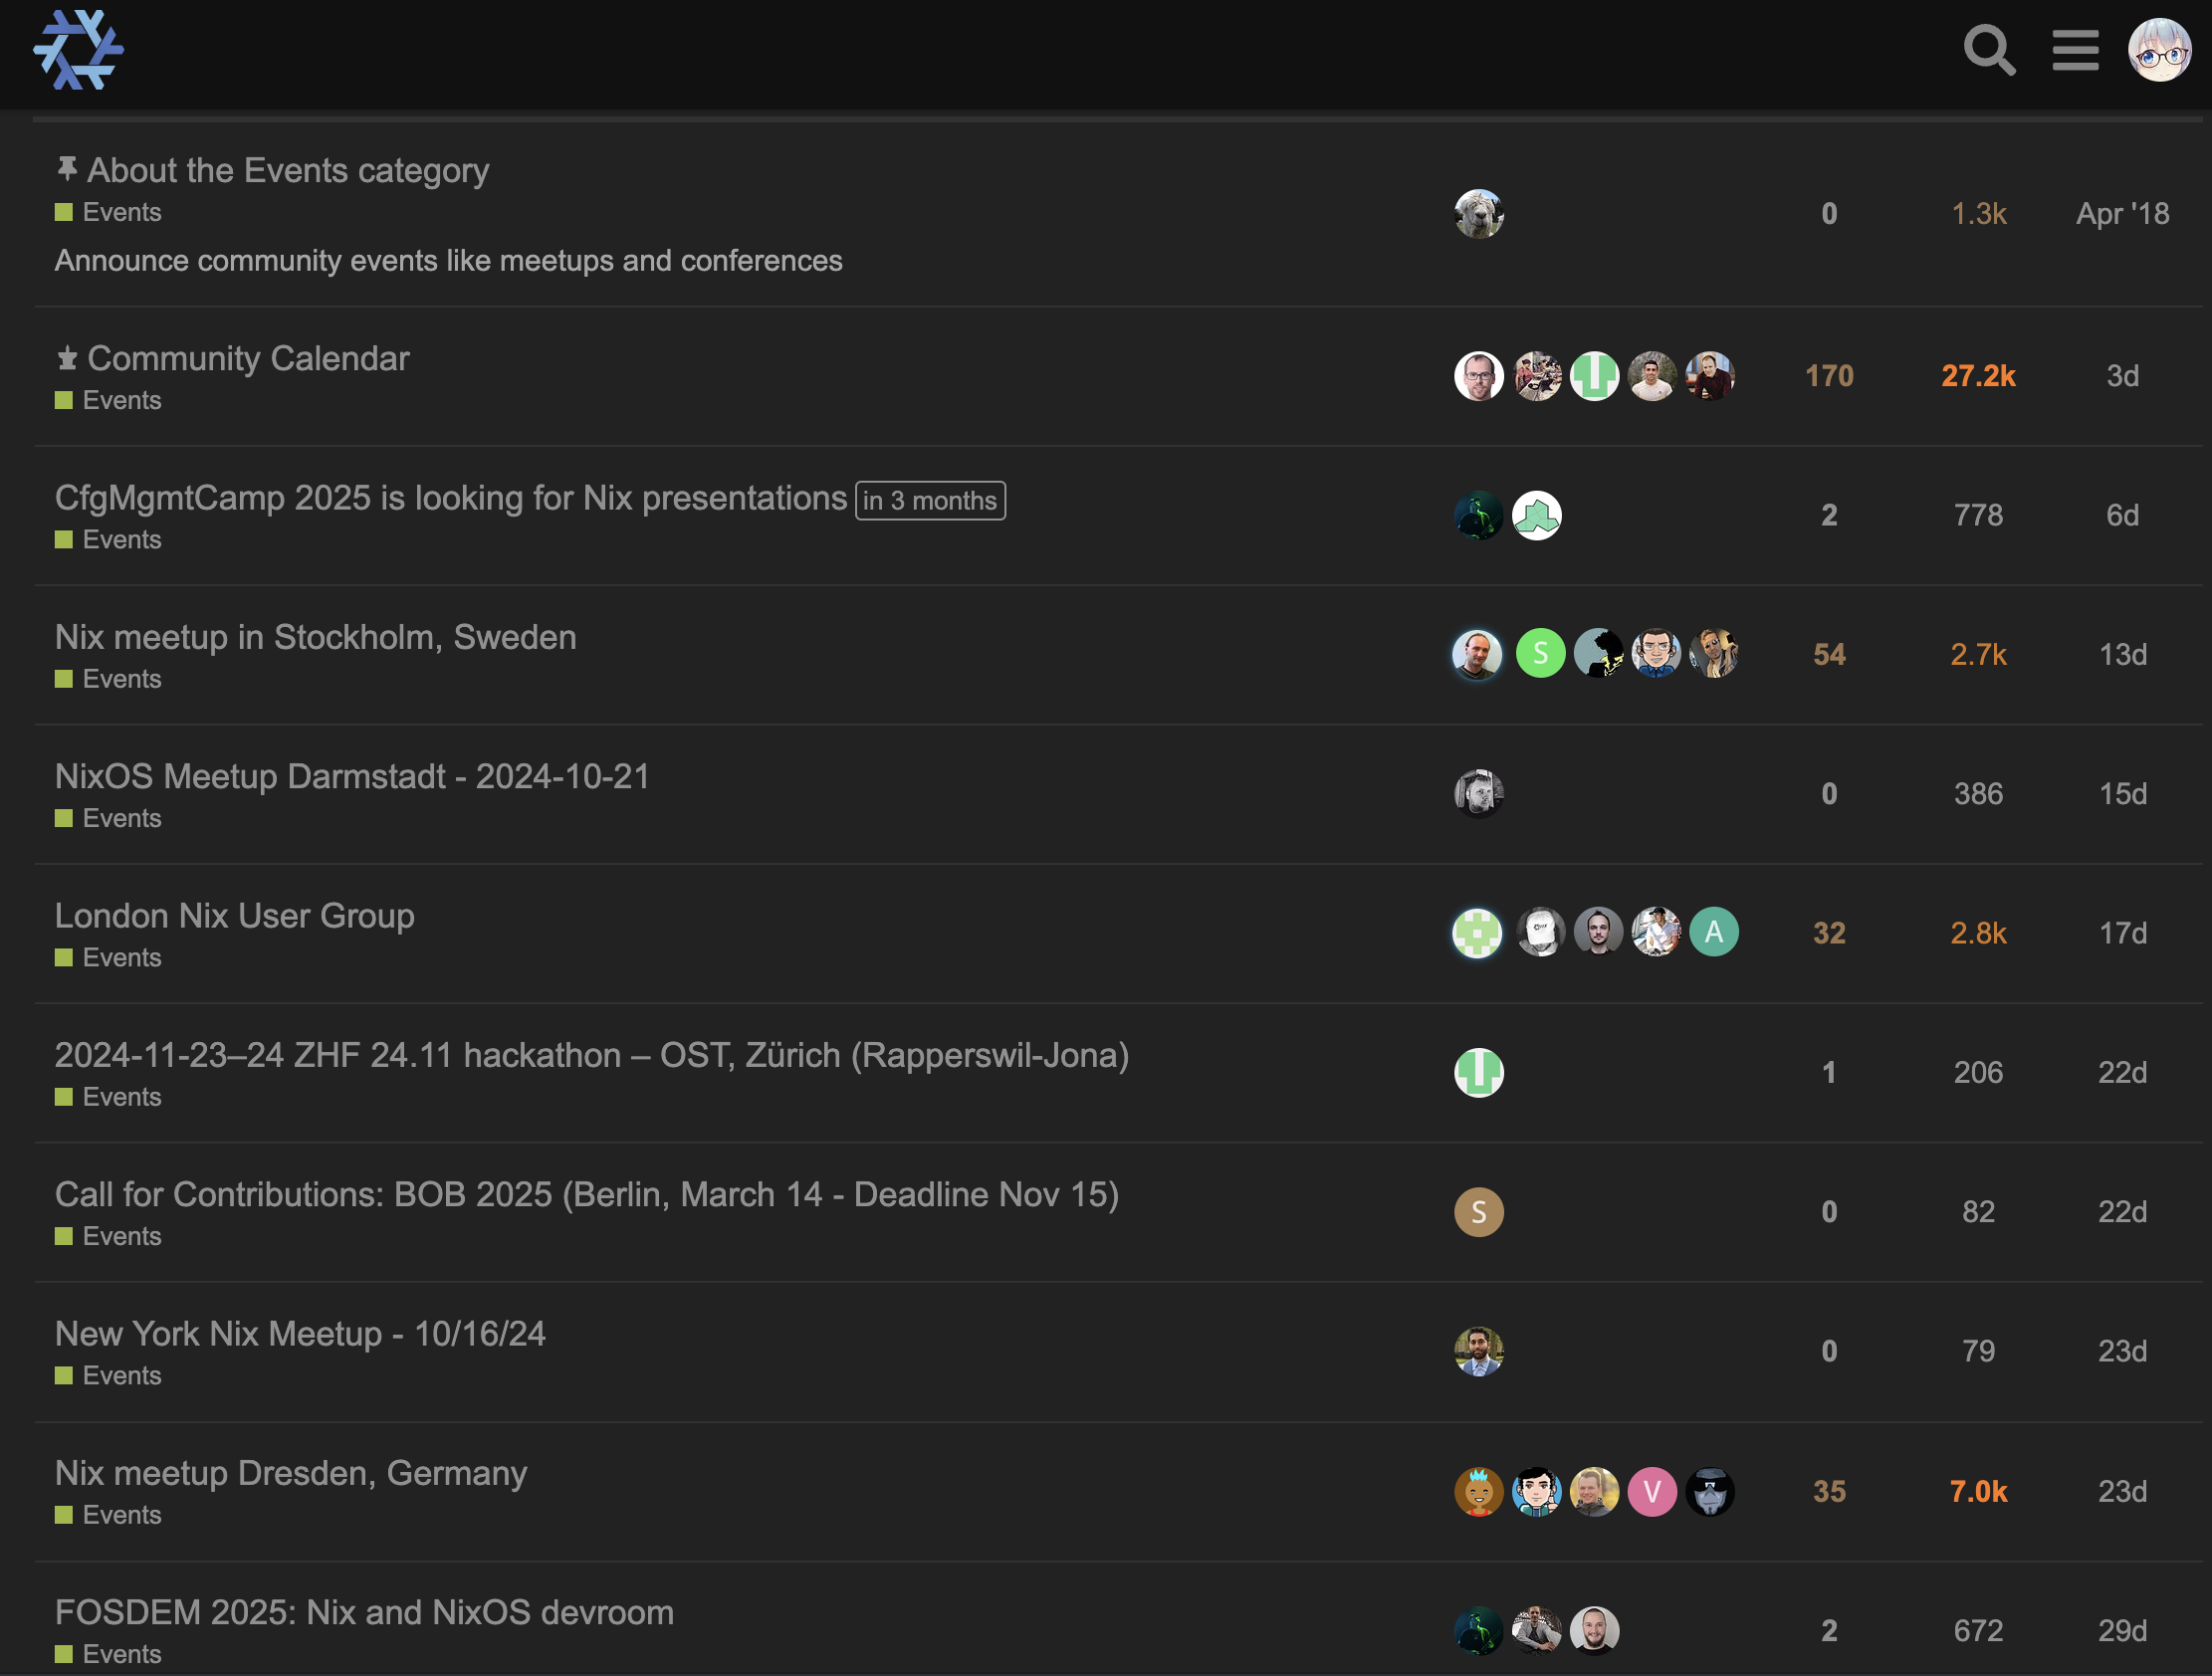 About the Events category
Events
Announce community events like meetups and conferences
0 1.3k Apr '18
Community Calendar
Events
170 27.2k 3d
CfgMgmtCamp 2025 is looking for Nix presentations in 3 months
Events
2 778 6d
Nix meetup in Stockholm, Sweden
Events
S
54 2.7k 13d
NixOS Meetup Darmstadt - 2024-10-21
Events
0 386 15d
London Nix User Group
Events
A
32 2.8k 17d
2024-11-23–24 ZHF 24.11 hackathon – OST, Zürich (Rapperswil-Jona)
Events
1 206 22d
Call for Contributions: BOB 2025 (Berlin, March 14 - Deadline Nov 15)
Events
S
0 82 22d
New York Nix Meetup - 10/16/24
Events
0 79 23d
Nix meetup Dresden, Germany
Events
V
35 7.0k 23d
FOSDEM 2025: Nix and NixOS devroom
Events
2 672 29d